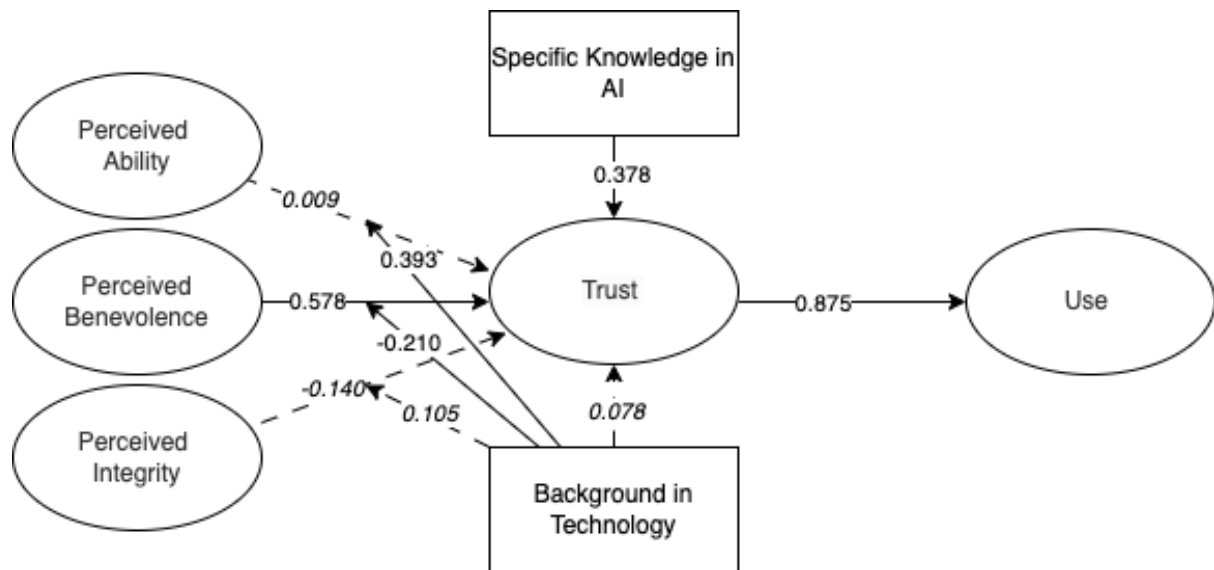 Specific Knowledge in
AI
Perceived
Ability
0.378
0.009
0.393
Perceived
Benevolence
0.578
Trust
0.875
Use
-0.210
-0.140
0.105
0.078
Perceived
Integrity
Background in
Technology